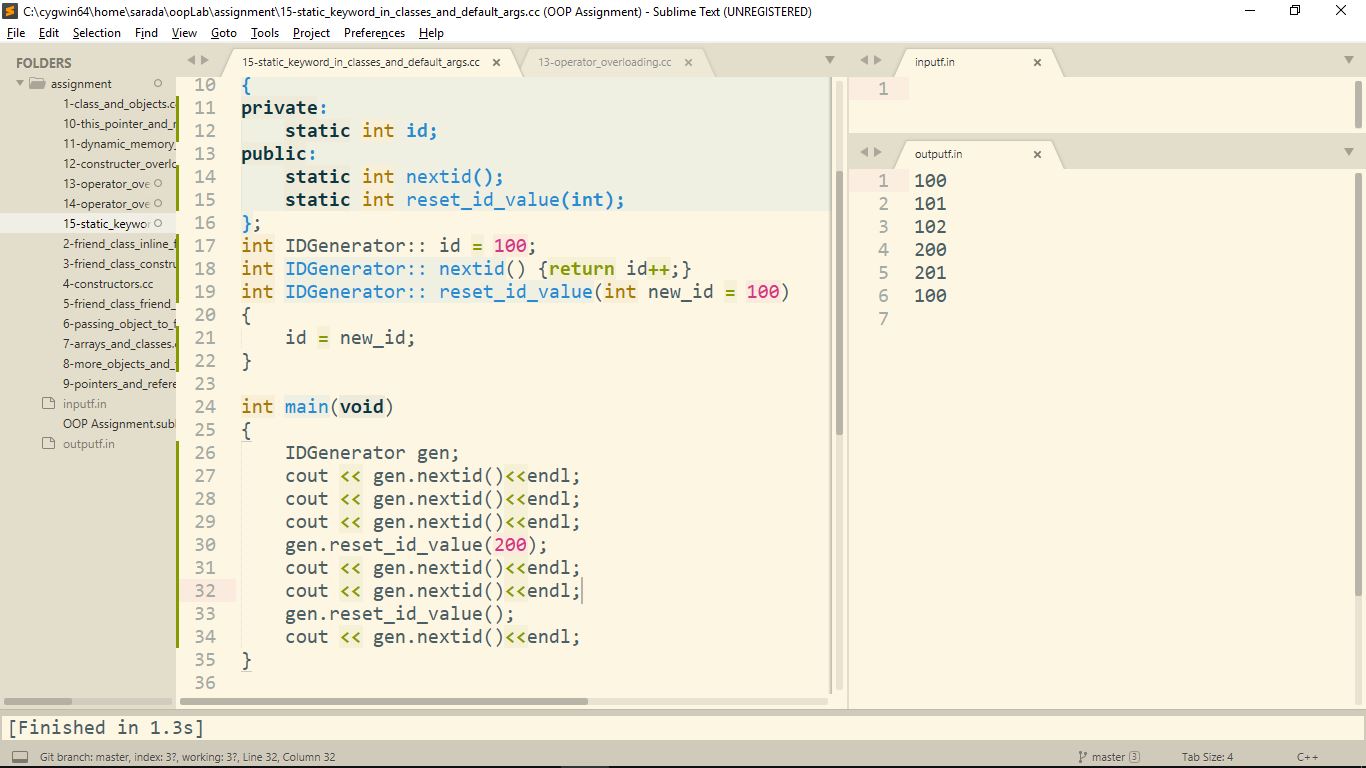 C:\cygwin64\home\sarada\oopLab\assignment\15-static_keyword_in_classes_and_default_args.cc (OOP Assignment) - Sublime Text (UNREGISTERED)
File Edit Selection Find View Goto Tools Project Preferences Help
FOLDERS
assignment
1-class_and_objects.c
10-this_pointer_and_r
11-dynamic_memory_
12-constructer_overlo
13-operator_ove
14-operator_ove
15-static_keywor
2-friend_class_inline_f
3-friend_class_constru
4-constructors.cc
5-friend_class_friend_
6-passing_object_to_f
7-arrays_and_classes.c
8-more_objects_and_
9-pointers_and_refere
inputf.in
OOP Assignment.subl
outputf.in
15-static_keyword_in_classes_and_default_args.cc
13-operator_overloading.cc
10 {
11 private:
12     static int id;
13 public:
14     static int nextid();
15     static int reset_id_value(int);
16 };
17 int IDGenerator:: id = 100;
18 int IDGenerator:: nextid() {return id++;}
19 int IDGenerator:: reset_id_value(int new_id = 100)
20 {
21     id = new_id;
22 }
23
24 int main(void)
25 {
26     IDGenerator gen;
27     cout << gen.nextid()<<endl;
28     cout << gen.nextid()<<endl;
29     cout << gen.nextid()<<endl;
30     gen.reset_id_value(200);
31     cout << gen.nextid()<<endl;
32     cout << gen.nextid()<<endl;
33     gen.reset_id_value();
34     cout << gen.nextid()<<endl;
35 }
36
inputf.in
1
outputf.in
1 100
2 101
3 102
4 200
5 201
6 100
7
[Finished in 1.3s]
Git branch: master, index: 3?, working: 3?, Line 32, Column 32
master 3
Tab Size: 4
C++